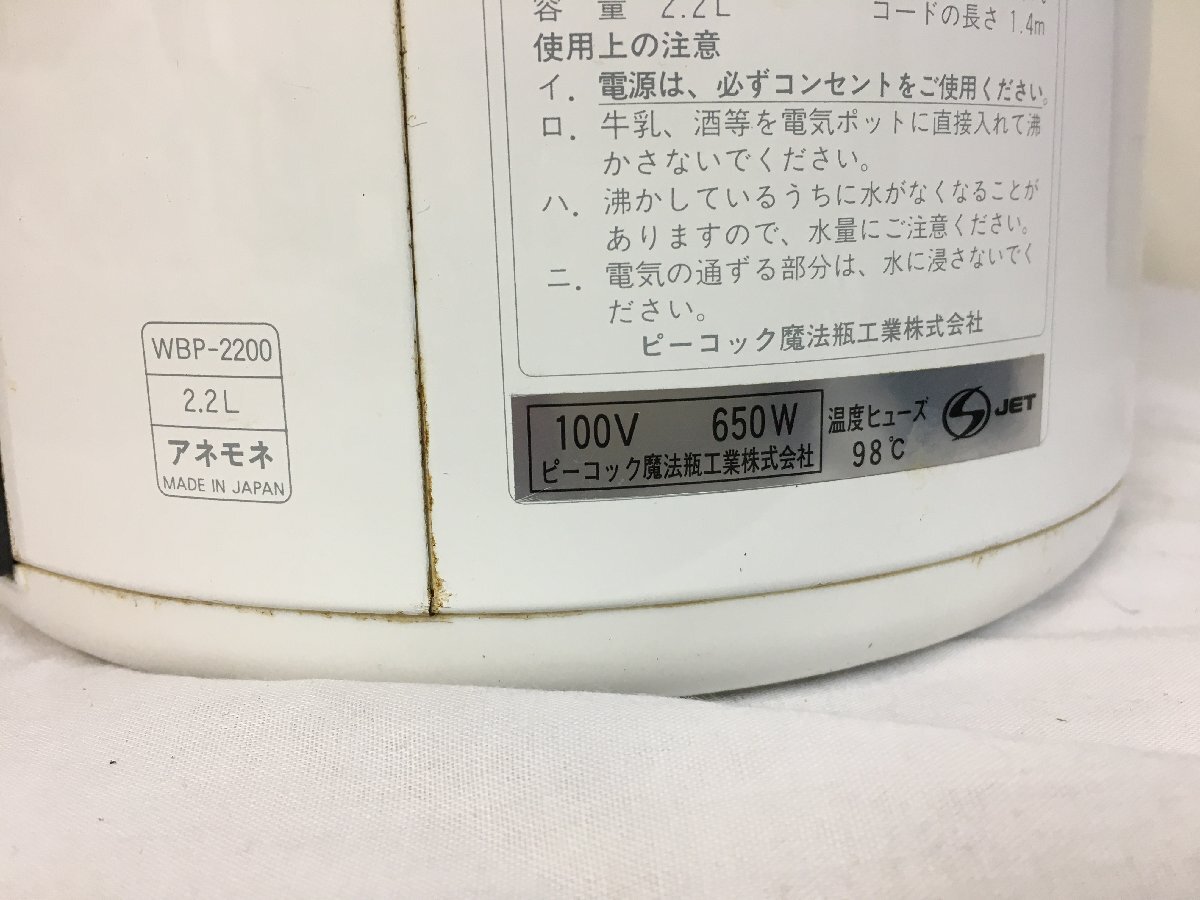 容 量 2.2L
コードの長さ 1.4m
使用上の注意
イ. 電源は、必ずコンセントをご使用ください。
ロ. 牛乳、酒等を電気ポットに直接入れて沸
かさないでください。
ハ. 沸かしているうちに水がなくなることが
ありますので、水量にご注意ください。
ニ. 電気の通ずる部分は、水に浸さないでく
ださい。
ピーコック魔法瓶工業株式会社
100V 650W
ピーコック魔法瓶工業株式会社
温度ヒューズ
98℃
JET
WBP-2200
2.2L
アネモネ
MADE IN JAPAN